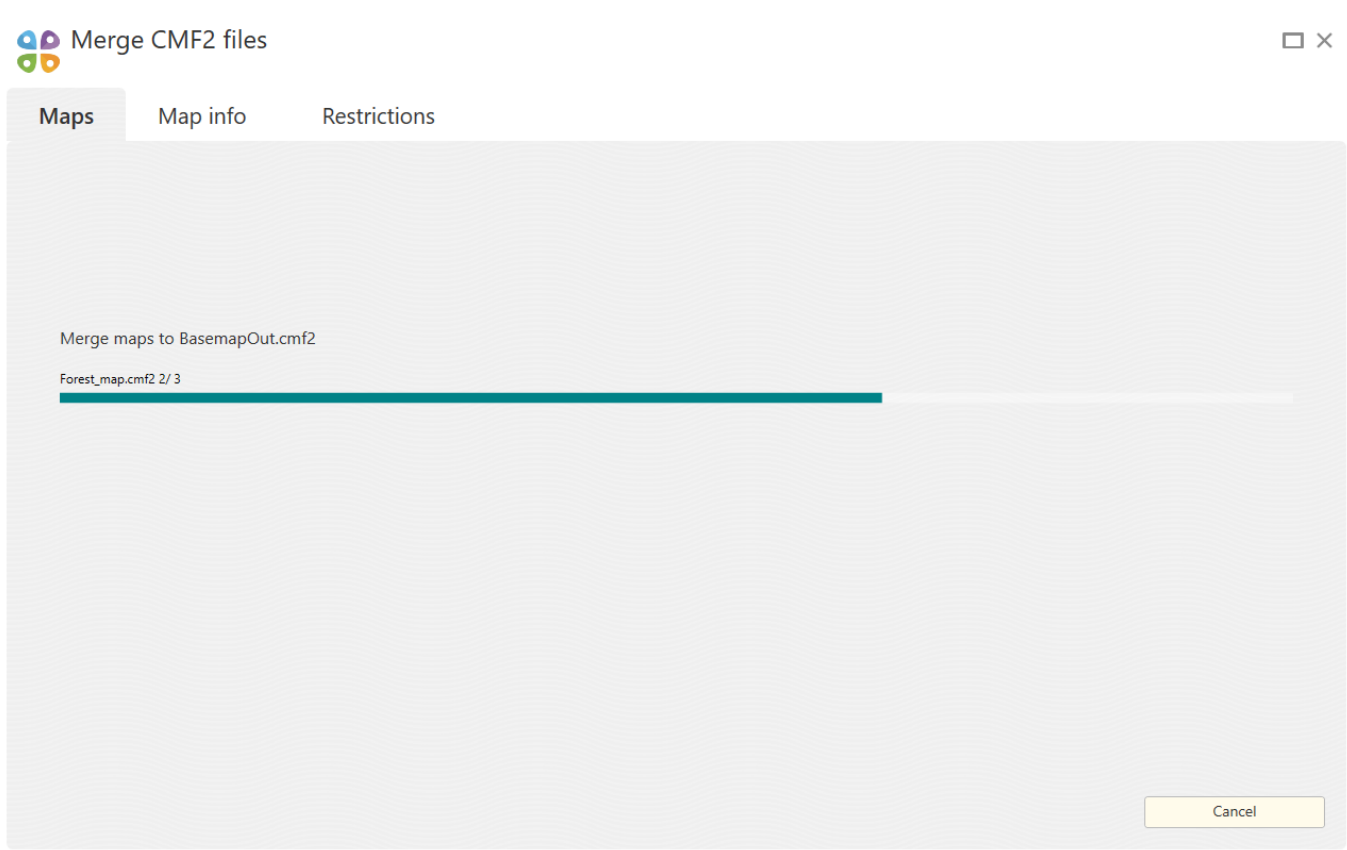 Merge CMF2 files
Maps Map info Restrictions
Merge maps to BasemapOut.cmf2
Forest_map.cmf2 2/ 3
Cancel